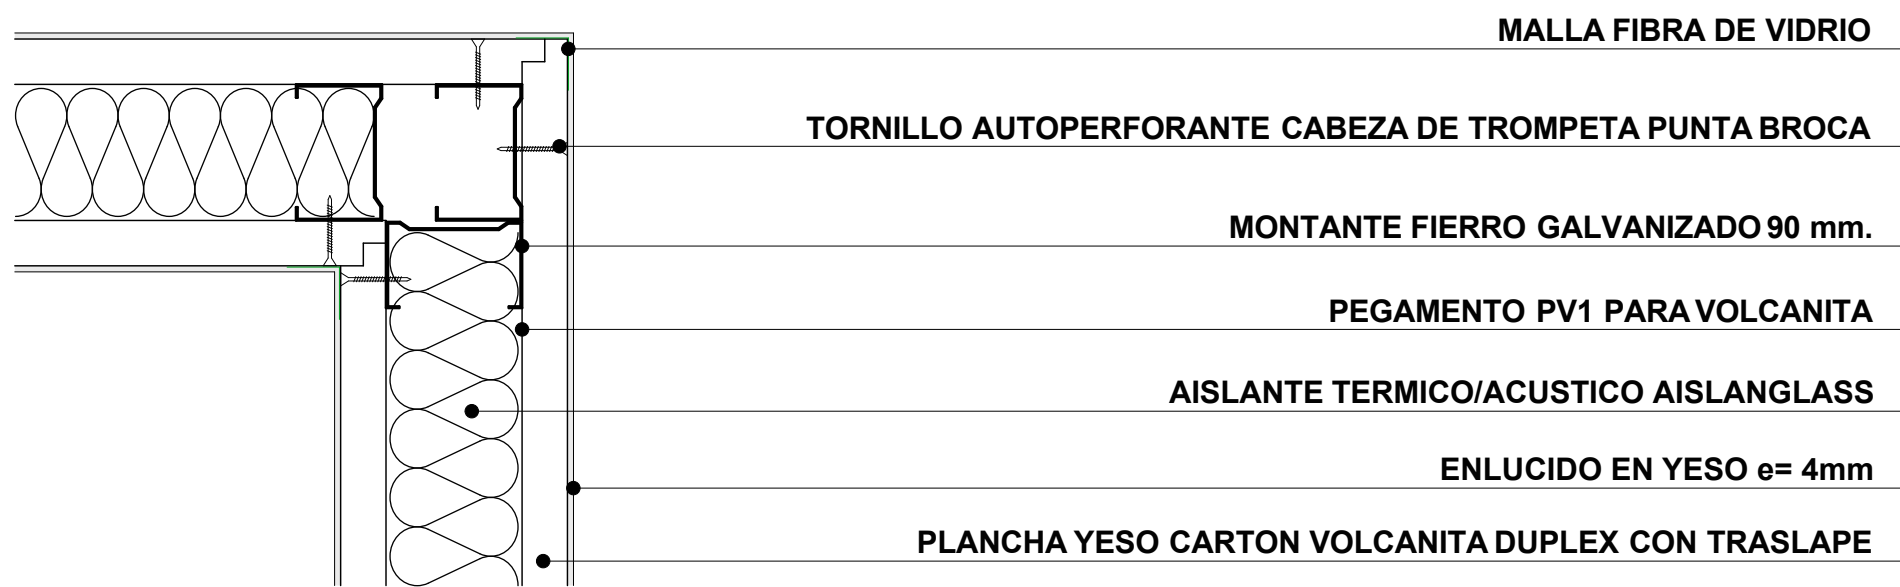 MALLA FIBRA DE VIDRIO
TORNILLO AUTOPERFORANTE CABEZA DE TROMPETA PUNTA BROCA
MONTANTE FIERRO GALVANIZADO 90 mm.
PEGAMENTO PV1 PARA VOLCANITA
AISLANTE TERMICO/ACUSTICO AISLANGLASS
ENLUCIDO EN YESO e= 4mm
PLANCHA YESO CARTON VOLCANITA DUPLEX CON TRASLAPE